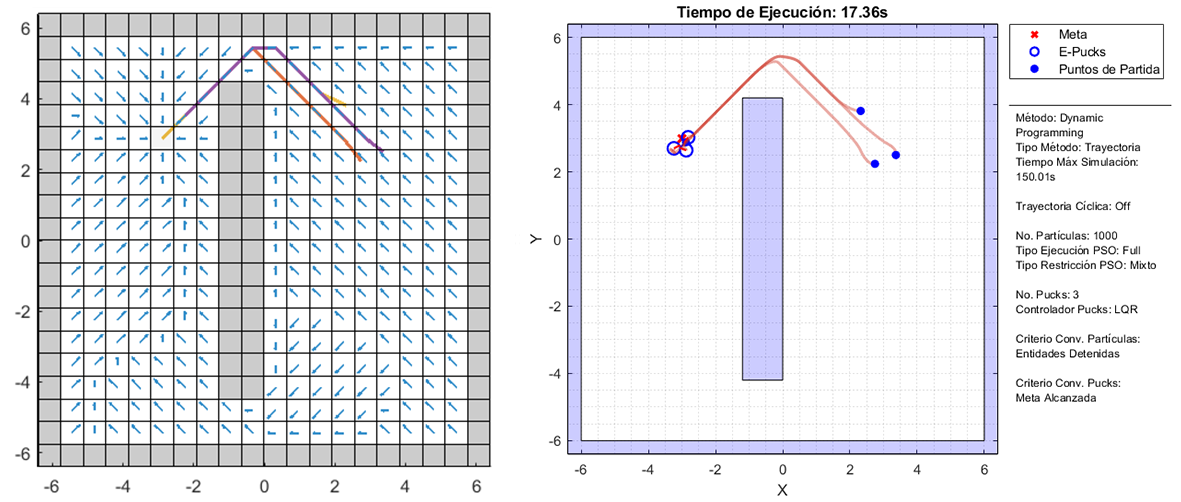 6
4
2
0
-2
-4
-6
-6
-4
-2
0
2
4
6
Tiempo de Ejecución: 17.36s
6
4
2
0
-2
-4
-6
Y
-6
-4
-2
0
2
4
6
X
Meta
E-Pucks
Puntos de Partida
Método: Dynamic
Programming
Tipo Método: Trayectoria
Tiempo Máx Simulación:
150.01s
Trayectoria Cíclica: Off
No. Partículas: 1000
Tipo Ejecución PSO: Full
Tipo Restricción PSO: Mixto
No. Pucks: 3
Controlador Pucks: LQR
Criterio Conv. Partículas:
Entidades Detenidas
Criterio Conv. Pucks:
Meta Alcanzada